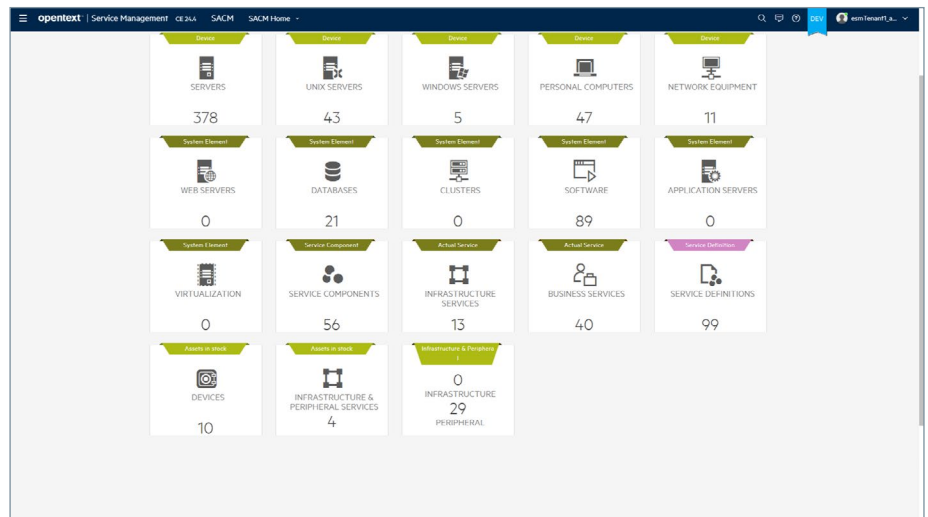 opentext | Service Management CE 24.4 SACM SACM Home DEV esmTenant1_a...
Device Device Device Device Device
SERVERS UNIX SERVERS WINDOWS SERVERS PERSONAL COMPUTERS NETWORK EQUIPMENT
378 43 5 47 11
System Element System Element System Element System Element System Element
WEB SERVERS DATABASES CLUSTERS SOFTWARE APPLICATION SERVERS
0 21 0 89 0
System Element Service Component Actual Service Actual Service Service Definition
VIRTUALIZATION SERVICE COMPONENTS INFRASTRUCTURE SERVICES BUSINESS SERVICES SERVICE DEFINITIONS
0 56 13 40 99
Assets in stock Assets in stock Infrastructure & Peripheral
DEVICES INFRASTRUCTURE & PERIPHERAL SERVICES 0 INFRASTRUCTURE
10 4 29 PERIPHERAL